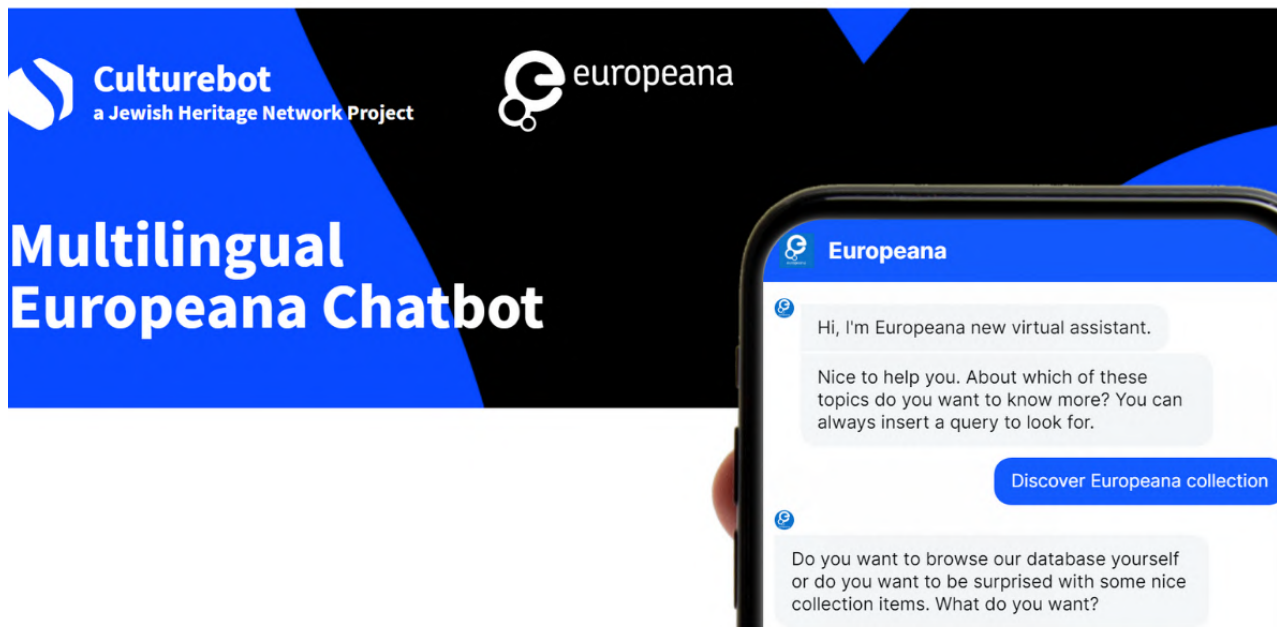 Culturebot
a Jewish Heritage Network Project
europeana
Multilingual
Europeana Chatbot
Europeana
Hi, I'm Europeana new virtual assistant.
Nice to help you. About which of these
topics do you want to know more? You can
always insert a query to look for.
Discover Europeana collection
Do you want to browse our database yourself
or do you want to be surprised with some nice
collection items. What do you want?